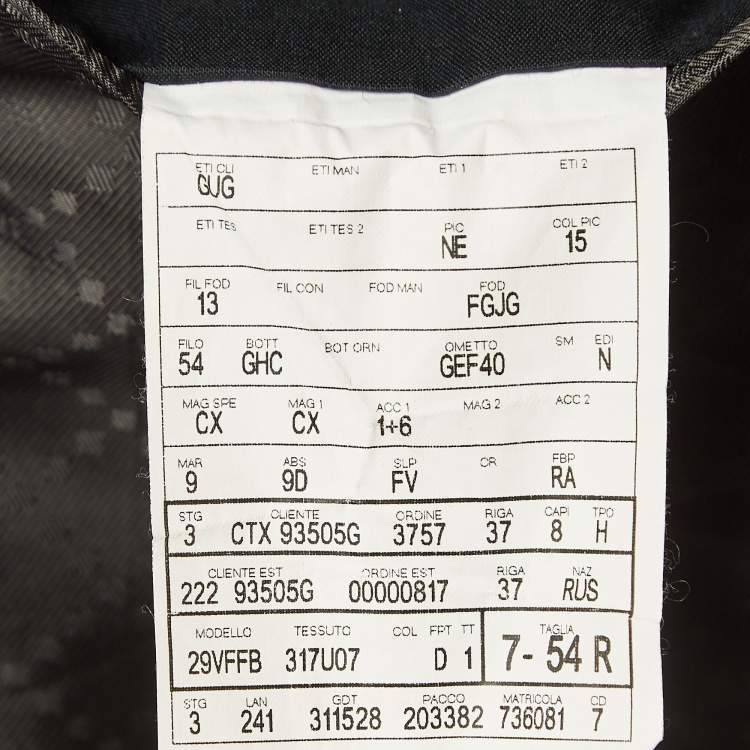 ETI CLI ETI MAN ETI 1 ETI 2
GUG
ETI TES ETI TES 2 PIC COL PIC
NE 15
FIL FOD FIL CON FOD MAN FOD
13 FGJG
FILO BOTT BOT ORN OMETTO SM EDI
54 GHC GEF40 N
MAG SPE MAG 1 ACC 1 MAG 2 ACC 2
CX CX 1+6
MAR ABS SLP CR FBP
9 9D FV RA
STG CLIENTE ORDINE RIGA CAPI TPO
3 CTX 93505G 3757 37 8 H
CLIENTE EST ORDINE EST RIGA NAZ
222 93505G 00000817 37 RUS
MODELLO TESSUTO COL FPT TT TAGLIA
29VFFB 317U07 D 1 7- 54 R
STG LAN GDT PACCO MATRICOLA CD
3 241 311528 203382 736081 7